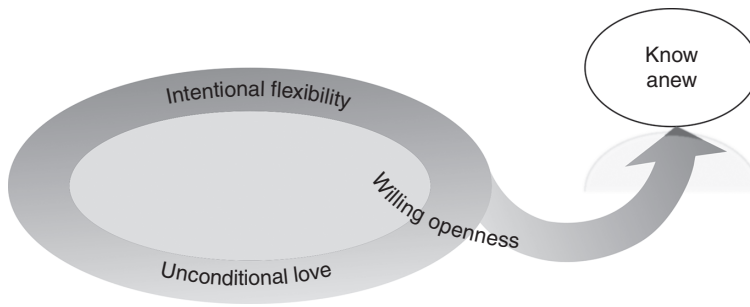 Know
anew
Intentional flexibility
Willing openness
Unconditional love